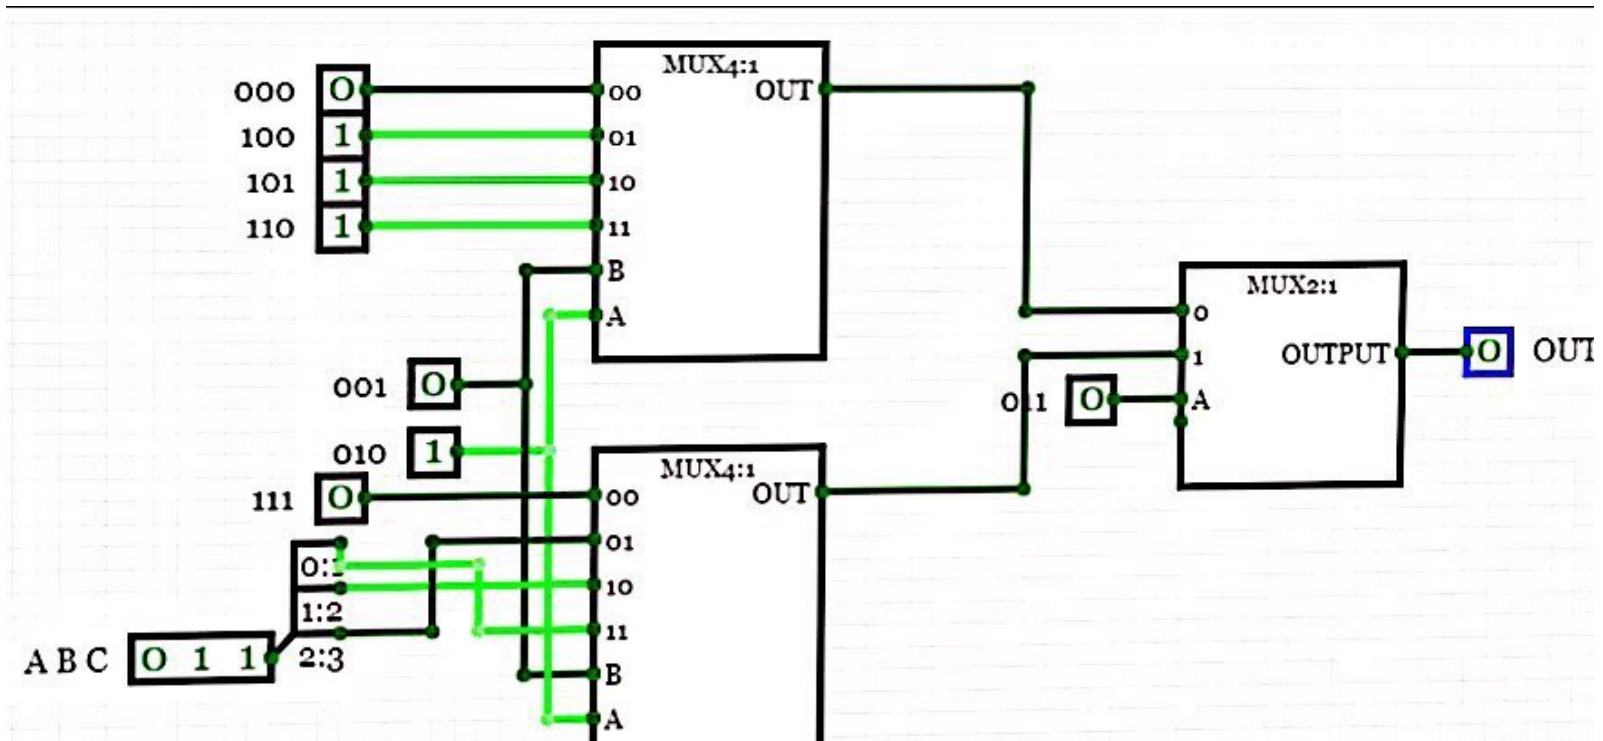 MUX4:1
000 0 00 OUT
100 1 01
101 1 10
110 1 11
B
A
MUX2:1
0
1
OUTPUT 0 OUT
011 0 A
001 0
010 1
MUX4:1
111 0 00 OUT
01
0:1
10
1:2
11
A B C 0 1 1 2:3
B
A